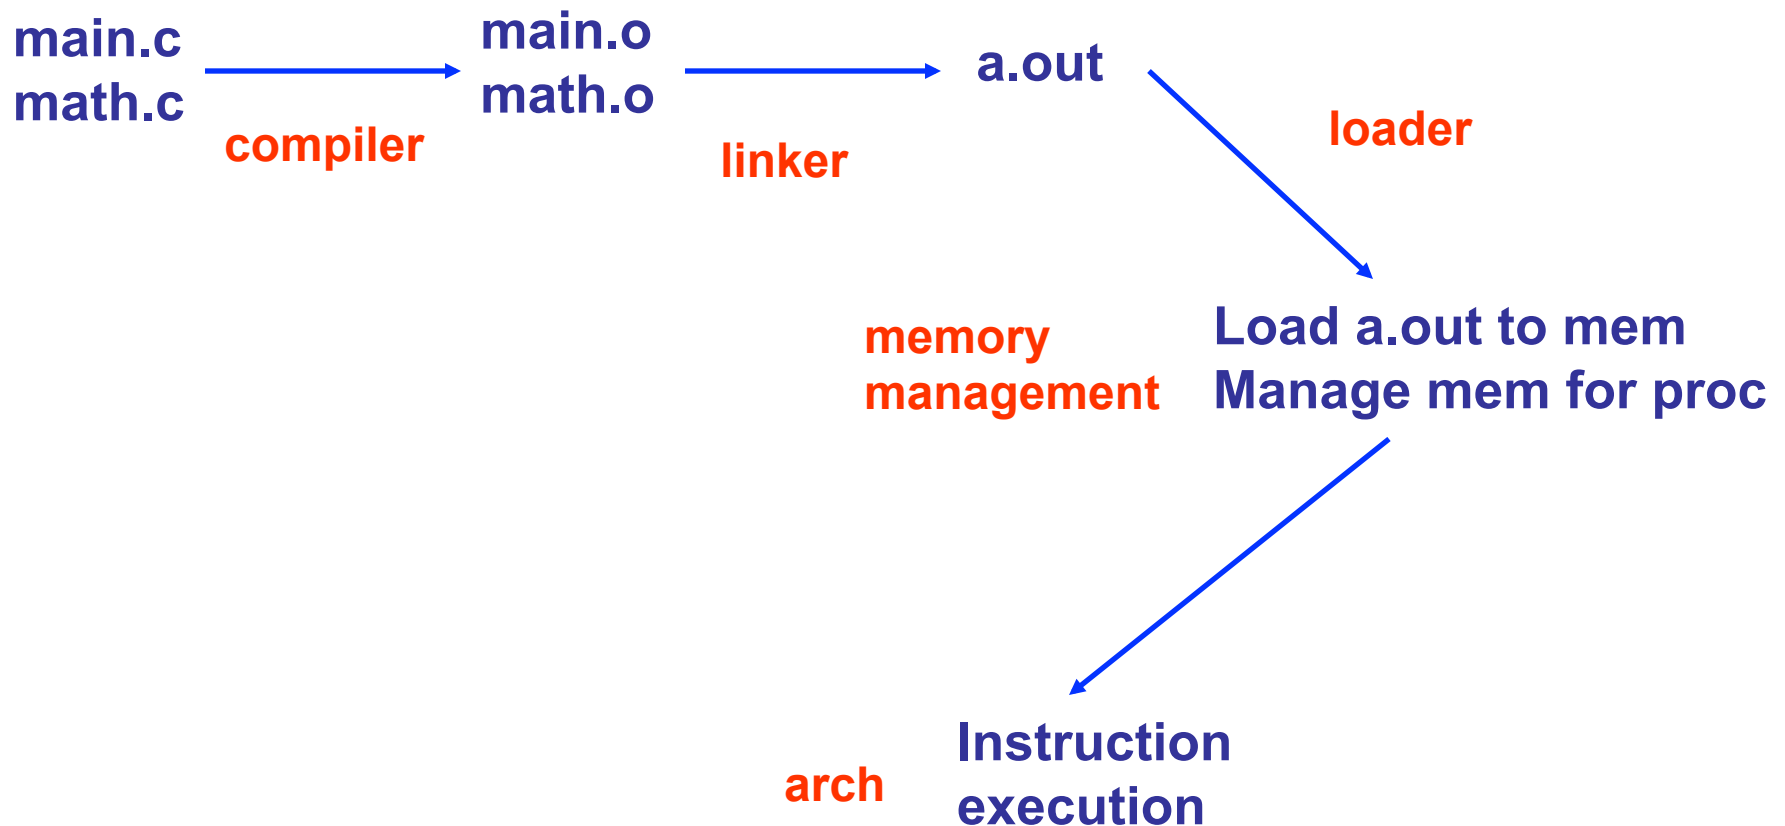 main.c
math.c
compiler
main.o
math.o
linker
a.out
loader
memory
management
Load a.out to mem
Manage mem for proc
arch
Instruction
execution